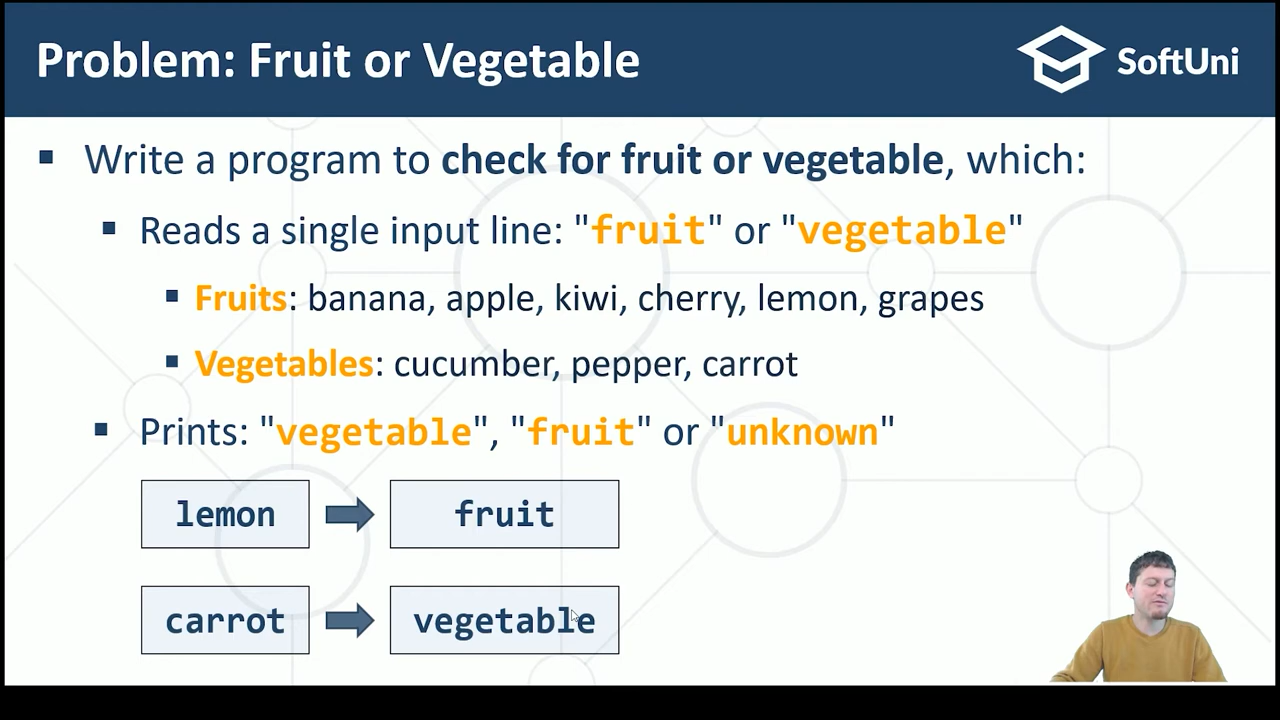 Problem: Fruit or Vegetable
SoftUni
Write a program to check for fruit or vegetable, which:
Reads a single input line: "fruit" or "vegetable"
Fruits: banana, apple, kiwi, cherry, lemon, grapes
Vegetables: cucumber, pepper, carrot
Prints: "vegetable", "fruit" or "unknown"
lemon fruit
carrot vegetable